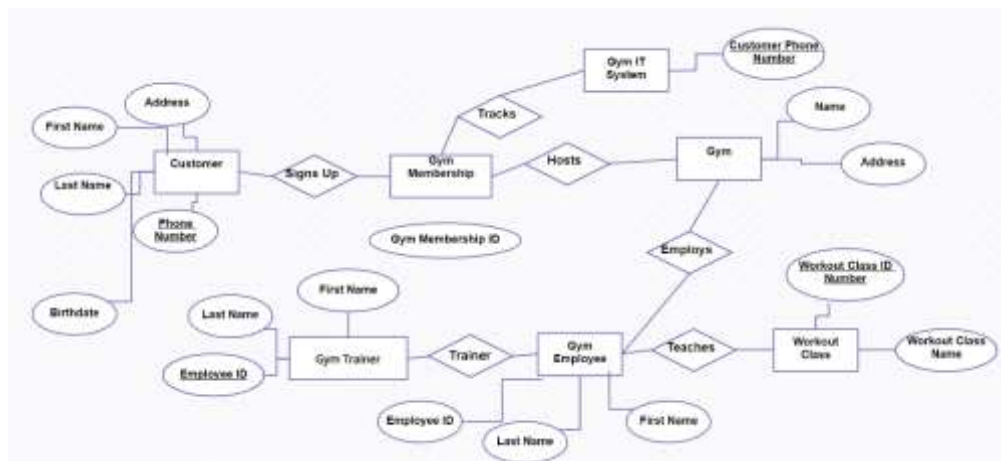 Customer Phone
Number
Gym IT
System
Address
Name
First Name
Tracks
Customer
Gym
Membership
Hosts
Gym
Signs Up
Address
Last Name
Phone
Number
Gym Membership ID
Employs
Workout Class ID
Number
First Name
Last Name
Birthdate
Gym Trainer
Trainer
Gym
Employee
Teaches
Workout
Class
Workout Class
Name
Employee ID
Employee ID
First Name
Last Name